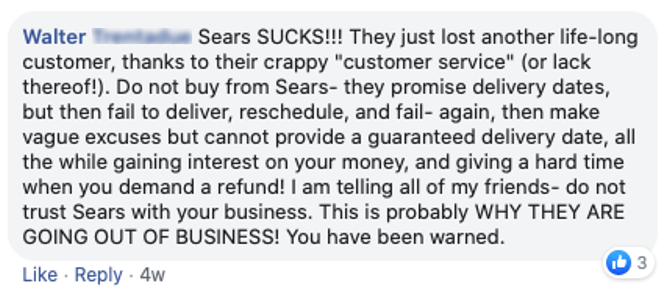 Walter Sears SUCKS!!! They just lost another life-long
customer, thanks to their crappy "customer service" (or lack
thereof!). Do not buy from Sears- they promise delivery dates,
but then fail to deliver, reschedule, and fail- again, then make
vague excuses but cannot provide a guaranteed delivery date, all
the while gaining interest on your money, and giving a hard time
when you demand a refund! I am telling all of my friends- do not
trust Sears with your business. This is probably WHY THEY ARE
GOING OUT OF BUSINESS! You have been warned.
3
Like · Reply · 4w